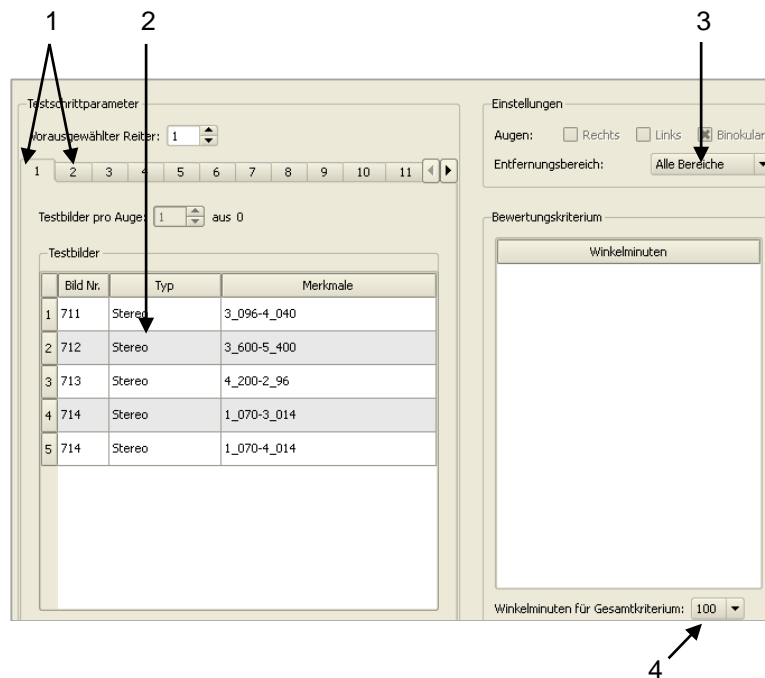 1 2 3
Testschrittparameter
Vorausgewählter Reiter: 1
1 2 3 4 5 6 7 8 9 10 11
Testbilder pro Auge: 1 aus 0
Testbilder
Bild Nr. Typ Merkmale
1 711 Stereo 3_096-4_040
2 712 Stereo 3_600-5_400
3 713 Stereo 4_200-2_96
4 714 Stereo 1_070-3_014
5 714 Stereo 1_070-4_014
Einstellungen
Augen: Rechts Links Binokular
Entfernungsbereich: Alle Bereiche
Bewertungskriterium
Winkelminuten
Winkelminuten für Gesamtkriterium: 100
4